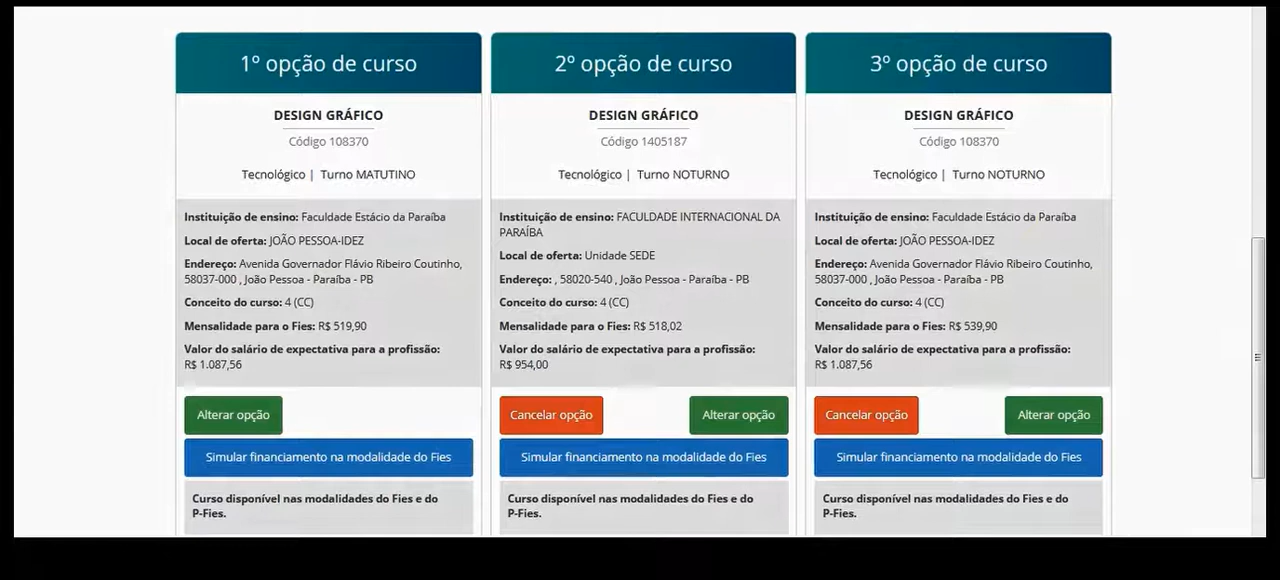 1º opção de curso
DESIGN GRÁFICO
Código 108370
Tecnológico | Turno MATUTINO
Instituição de ensino: Faculdade Estácio da Paraíba
Local de oferta: JOÃO PESSOA-IDEZ
Endereço: Avenida Governador Flávio Ribeiro Coutinho,
58037-000 , João Pessoa - Paraíba - PB
Conceito do curso: 4 (CC)
Mensalidade para o Fies: R$ 519,90
Valor do salário de expectativa para a profissão:
R$ 1.087,56
Alterar opção
Simular financiamento na modalidade do Fies
Curso disponível nas modalidades do Fies e do
P-Fies.
2º opção de curso
DESIGN GRÁFICO
Código 1405187
Tecnológico | Turno NOTURNO
Instituição de ensino: FACULDADE INTERNACIONAL DA
PARAÍBA
Local de oferta: Unidade SEDE
Endereço: , 58020-540 , João Pessoa - Paraíba - PB
Conceito do curso: 4 (CC)
Mensalidade para o Fies: R$ 518,02
Valor do salário de expectativa para a profissão:
R$ 954,00
Cancelar opção Alterar opção
Simular financiamento na modalidade do Fies
Curso disponível nas modalidades do Fies e do
P-Fies.
3º opção de curso
DESIGN GRÁFICO
Código 108370
Tecnológico | Turno NOTURNO
Instituição de ensino: Faculdade Estácio da Paraíba
Local de oferta: JOÃO PESSOA-IDEZ
Endereço: Avenida Governador Flávio Ribeiro Coutinho,
58037-000 , João Pessoa - Paraíba - PB
Conceito do curso: 4 (CC)
Mensalidade para o Fies: R$ 539,90
Valor do salário de expectativa para a profissão:
R$ 1.087,56
Cancelar opção Alterar opção
Simular financiamento na modalidade do Fies
Curso disponível nas modalidades do Fies e do
P-Fies.